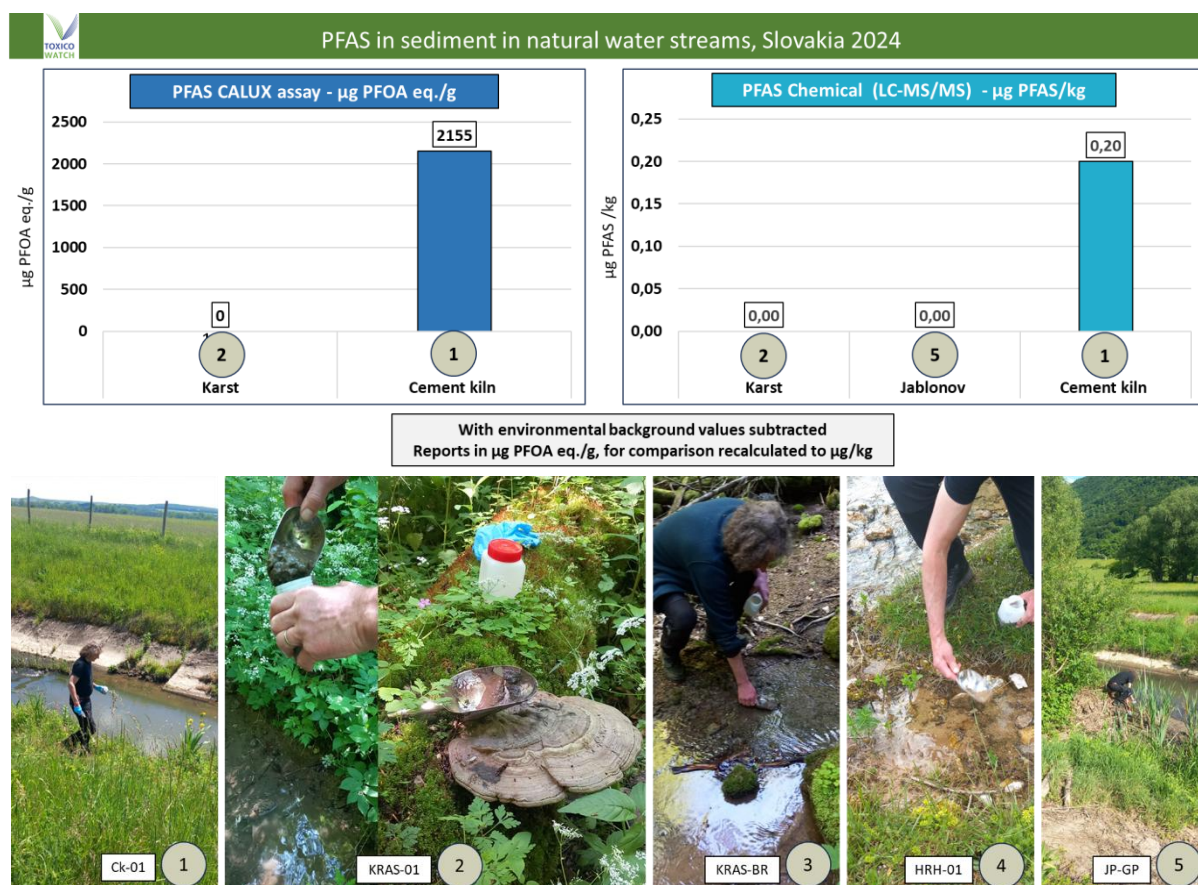 TOXICO
WATCH
PFAS in sediment in natural water streams, Slovakia 2024
PFAS CALUX assay - µg PFOA eq./g
µg PFOA eq./g
2500
2000
1500
1000
500
0
2155
0
2
1
Karst
Cement kiln
PFAS Chemical (LC-MS/MS) - µg PFAS/kg
µg PFAS /kg
0,25
0,20
0,15
0,10
0,05
0,00
0,20
0,00
0,00
2
5
1
Karst
Jablonov
Cement kiln
With environmental background values subtracted
Reports in µg PFOA eq./g, for comparison recalculated to µg/kg
Ck-01
1
KRAS-01
2
KRAS-BR
3
HRH-01
4
JP-GP
5